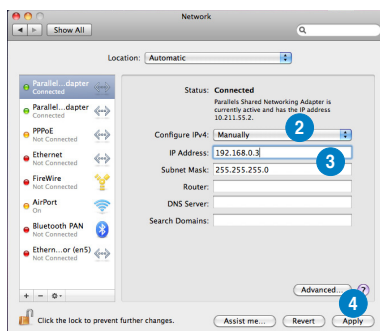 Network
Show All
Location: Automatic
Parallel...dapter
Connected
Parallel...dapter
Connected
PPPoE
Not Connected
Ethernet
Not Connected
FireWire
Not Connected
AirPort
On
Bluetooth PAN
Not Connected
Ethern...or (en5)
Not Connected
Status: Connected
Parallels Shared Networking Adapter is
currently active and has the IP address
10.211.55.2.
2
Configure IPv4: Manually
IP Address: 192.168.0.3
3
Subnet Mask: 255.255.255.0
Router:
DNS Server:
Search Domains:
Advanced... ?
4
Click the lock to prevent further changes.
Assist me... Revert Apply